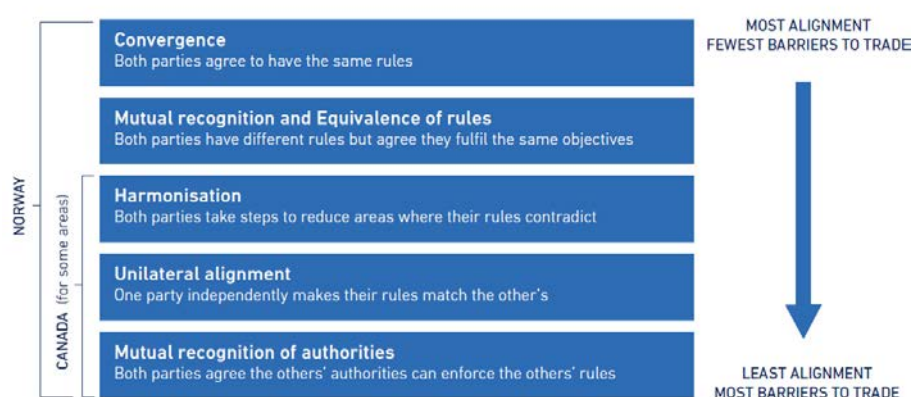 MOST ALIGNMENT
FEWEST BARRIERS TO TRADE
Convergence
Both parties agree to have the same rules
Mutual recognition and Equivalence of rules
Both parties have different rules but agree they fulfil the same objectives
Harmonisation
Both parties take steps to reduce areas where their rules contradict
Unilateral alignment
One party independently makes their rules match the other's
Mutual recognition of authorities
Both parties agree the others' authorities can enforce the others' rules
NORWAY
CANADA (for some areas)
LEAST ALIGNMENT
MOST BARRIERS TO TRADE